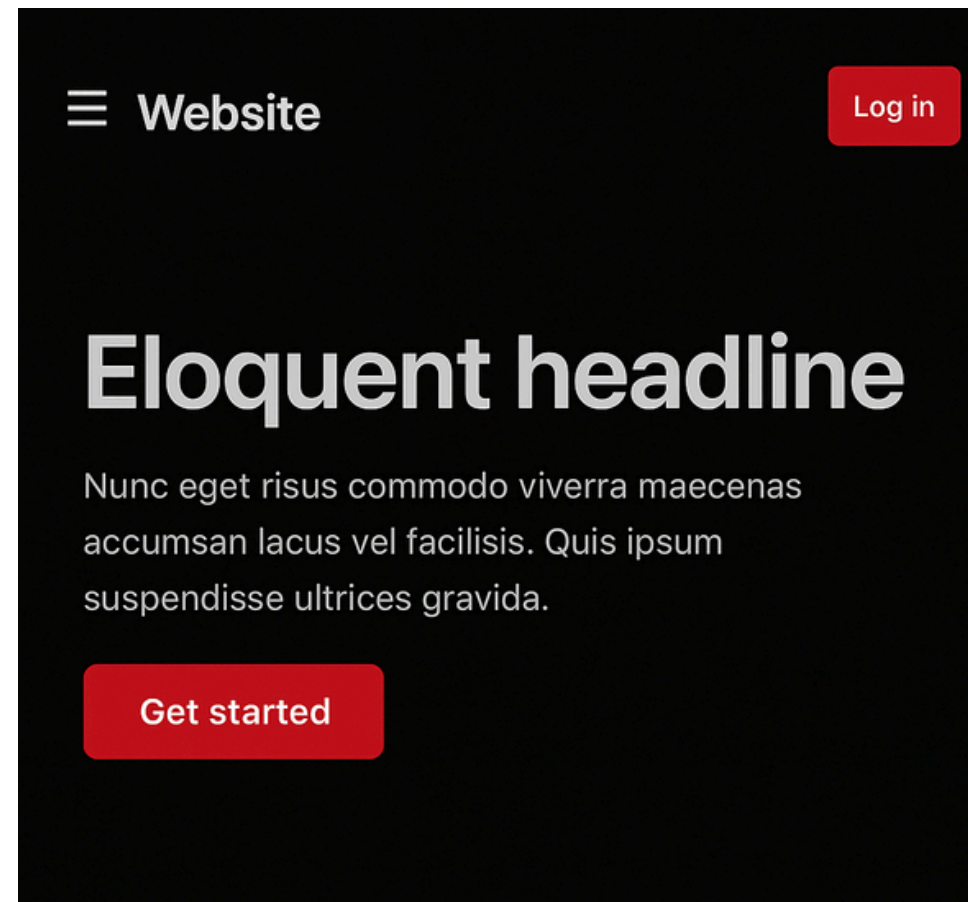 Website
Log in
Eloquent headline
Nunc eget risus commodo viverra maecenas
accumsan lacus vel facilisis. Quis ipsum
suspendisse ultrices gravida.
Get started